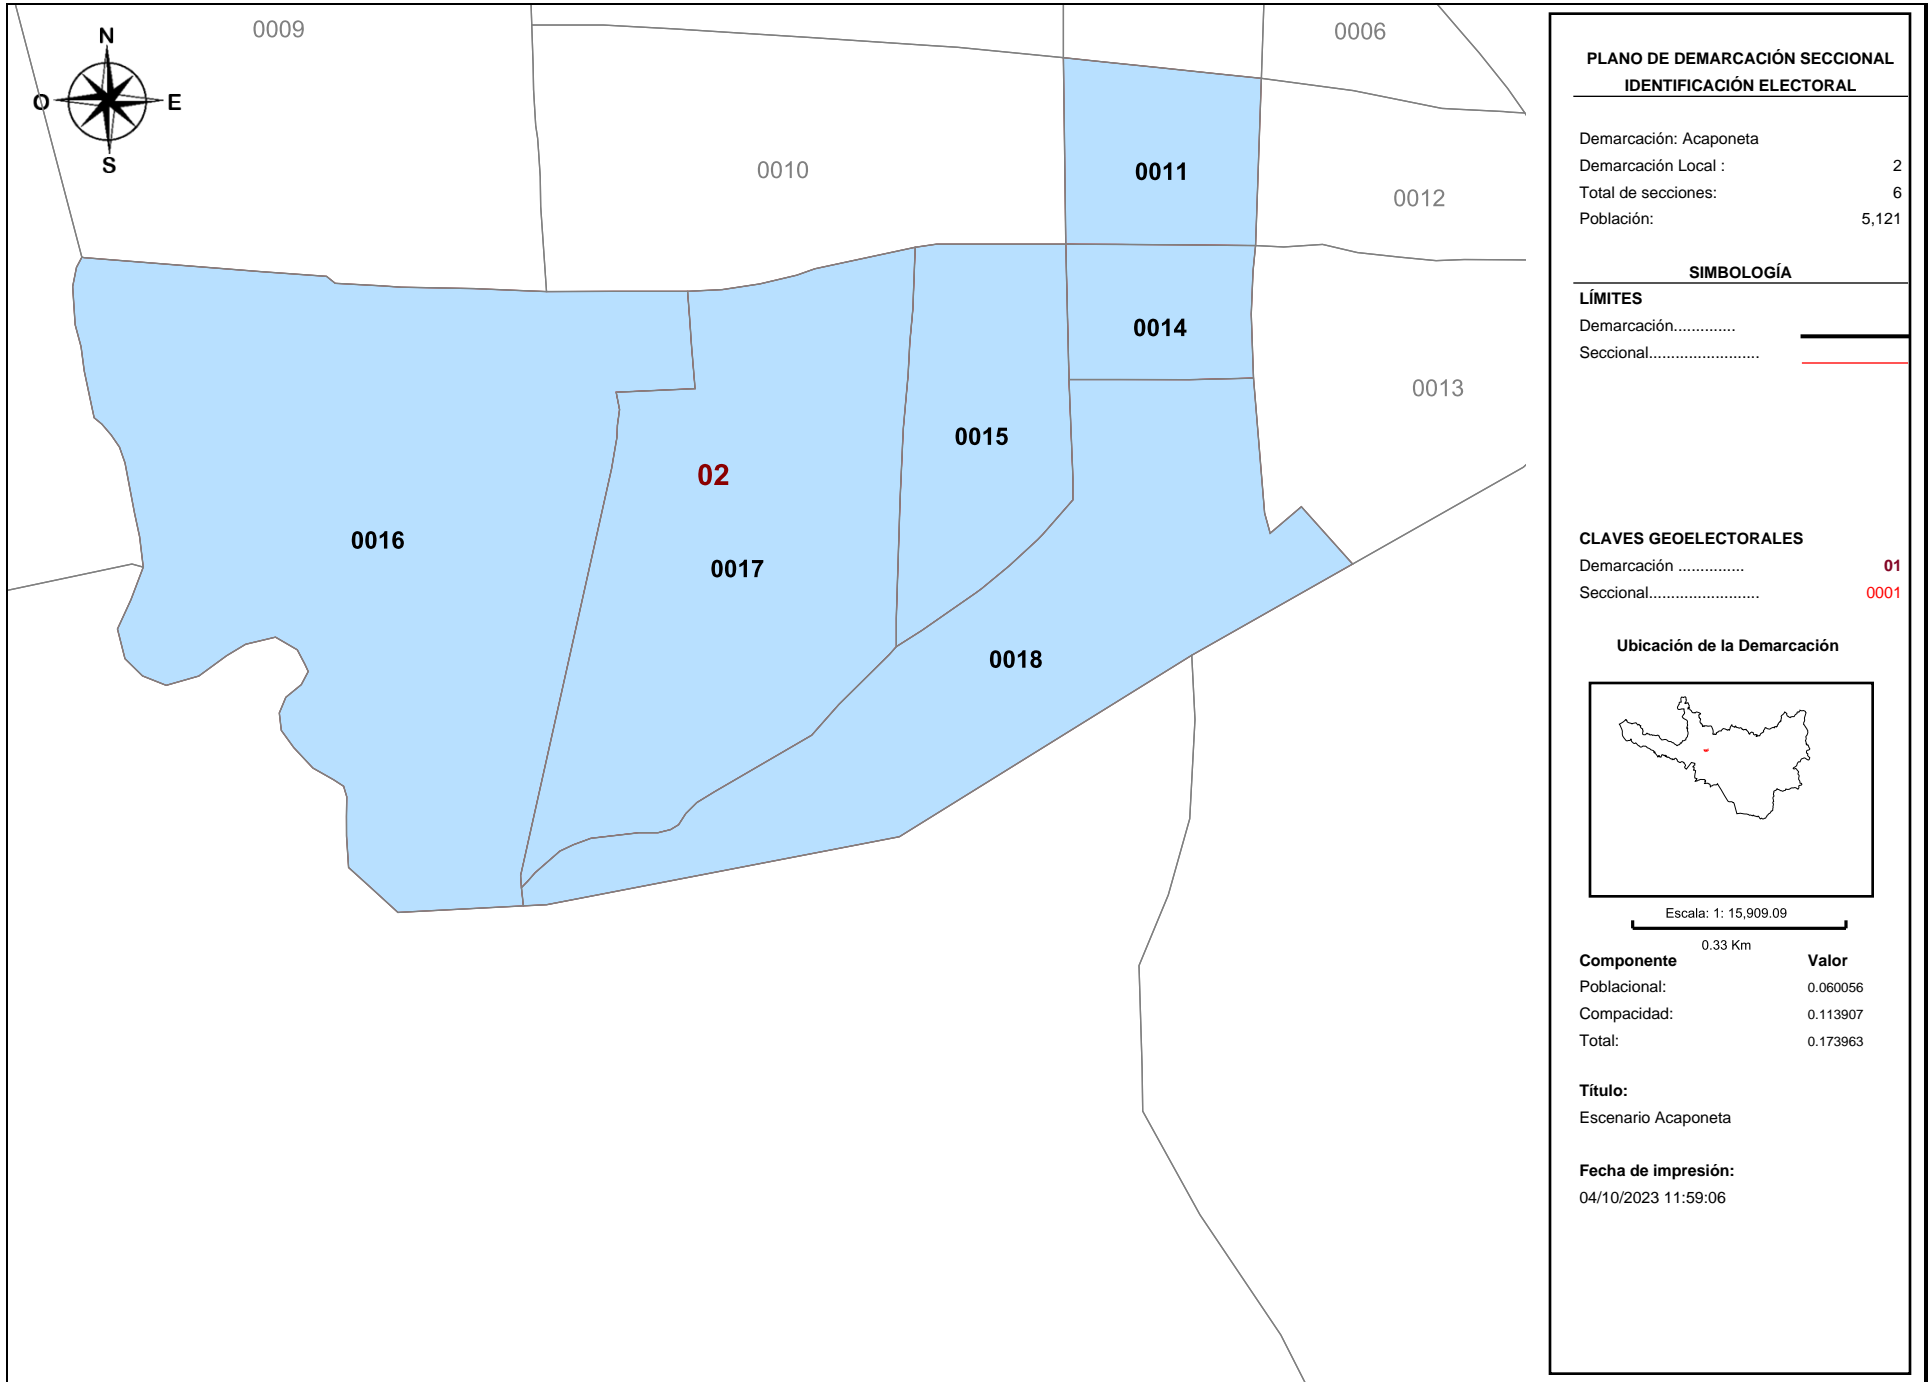 0009
0006
N
O
E
S
0010
0011
0012
0014
0013
0015
02
0016
0017
0018
PLANO DE DEMARCACIÓN SECCIONAL
IDENTIFICACIÓN ELECTORAL
Demarcación: Acaponeta
Demarcación Local : 2
Total de secciones: 6
Población: 5,121
SIMBOLOGÍA
LÍMITES
Demarcación..............
Seccional.........................
CLAVES GEOELECTORALES
Demarcación ............... 01
Seccional......................... 0001
Ubicación de la Demarcación
Escala: 1: 15,909.09
0.33 Km
Componente Valor
Poblacional: 0.060056
Compacidad: 0.113907
Total: 0.173963
Título:
Escenario Acaponeta
Fecha de impresión:
04/10/2023 11:59:06